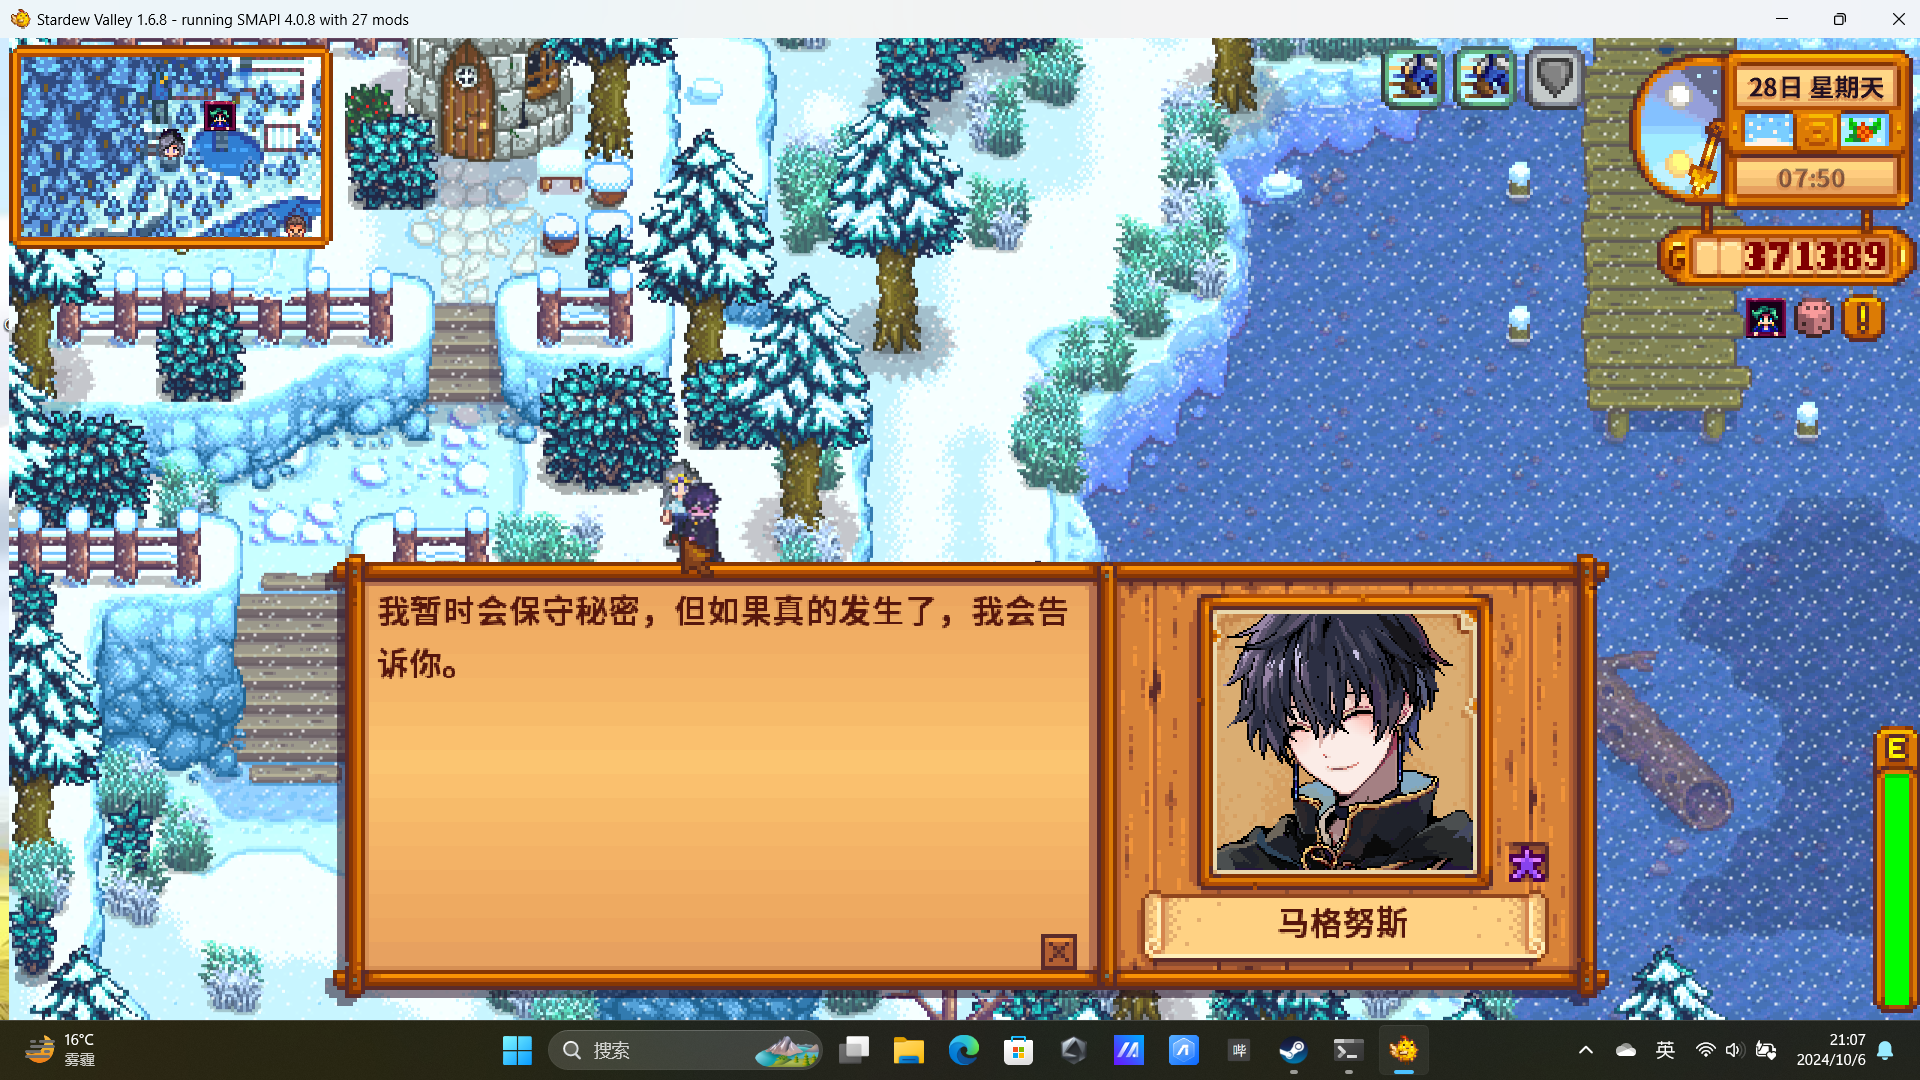 Stardew Valley 1.6.8 - running SMAPI 4.0.8 with 27 mods
28日 星期天
07:50
G 371389
我暂时会保守秘密，但如果真的发生了，我会告
诉你。
马格努斯
E
16°C
雾霾
搜索
哔
英
21:07
2024/10/6